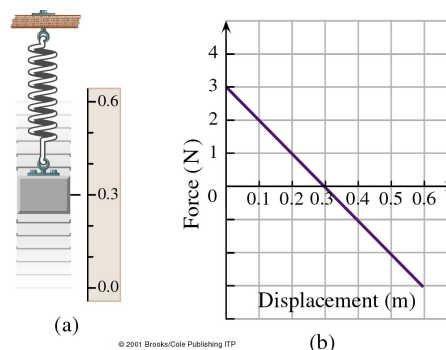 0.6
0.3
0.0
(a)
© 2001 Brooks/Cole Publishing ITP
Force (N)
4
3
2
1
0
0.1 0.2 0.3 0.4 0.5 0.6
Displacement (m)
(b)